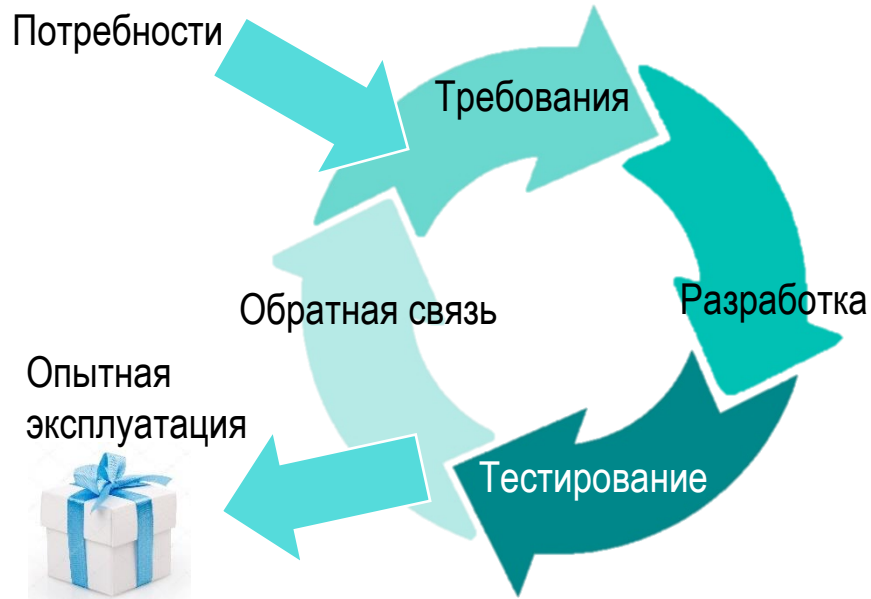 Потребности
Требования
Разработка
Тестирование
Обратная связь
Опытная
эксплуатация